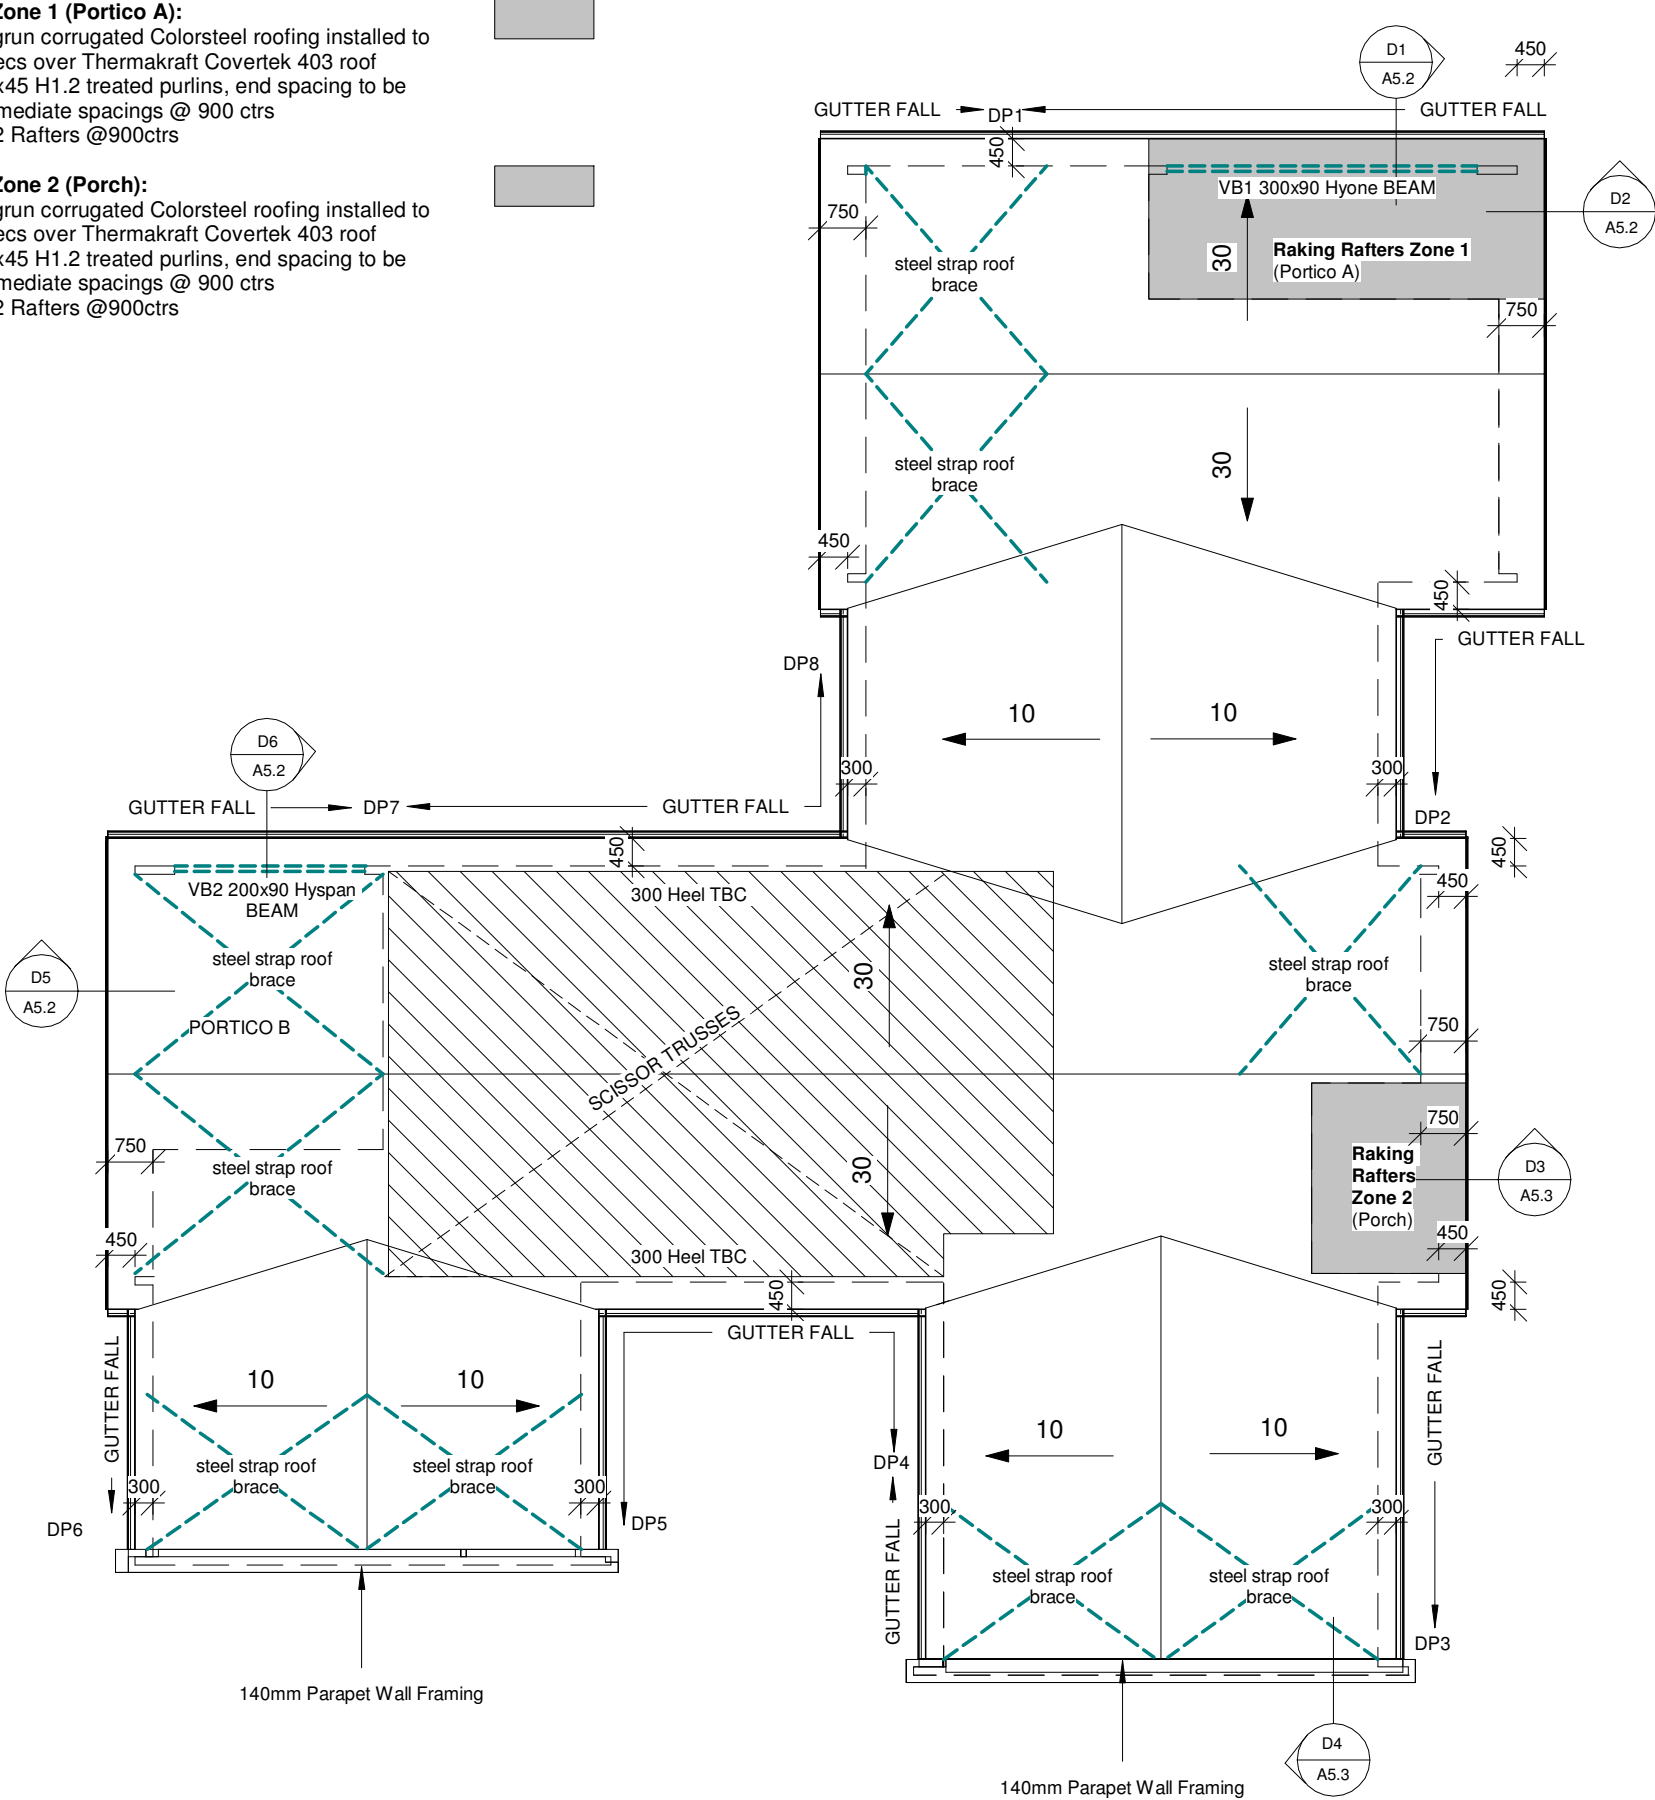 Zone 1 (Portico A):
grun corrugated Colorsteel roofing installed to
ecs over Thermakraft Covertek 403 roof
x45 H1.2 treated purlins, end spacing to be
mediate spacings @ 900 ctrs
2 Rafters @900ctrs
Zone 2 (Porch):
grun corrugated Colorsteel roofing installed to
ecs over Thermakraft Covertek 403 roof
x45 H1.2 treated purlins, end spacing to be
mediate spacings @ 900 ctrs
2 Rafters @900ctrs
D1
A5.2
450
GUTTER FALL
DP1
GUTTER FALL
450
VB1 300x90 Hyone BEAM
D2
A5.2
750
30
Raking Rafters Zone 1
(Portico A)
steel strap roof
brace
750
30
steel strap roof
brace
450
450
GUTTER FALL
DP8
10
10
300
300
D6
A5.2
GUTTER FALL
DP7
GUTTER FALL
DP2
450
450
VB2 200x90 Hyspan
BEAM
300 Heel TBC
450
steel strap roof
brace
30
steel strap roof
brace
D5
A5.2
PORTICO B
SCISSOR TRUSSES
750
750
750
30
Raking
Rafters
Zone 2
(Porch)
D3
A5.3
steel strap roof
brace
450
300 Heel TBC
450
450
450
GUTTER FALL
GUTTER FALL
GUTTER FALL
10
10
10
10
steel strap roof
brace
steel strap roof
brace
DP4
300
300
300
300
DP6
DP5
GUTTER FALL
steel strap roof
brace
steel strap roof
brace
DP3
140mm Parapet Wall Framing
D4
A5.3
140mm Parapet Wall Framing